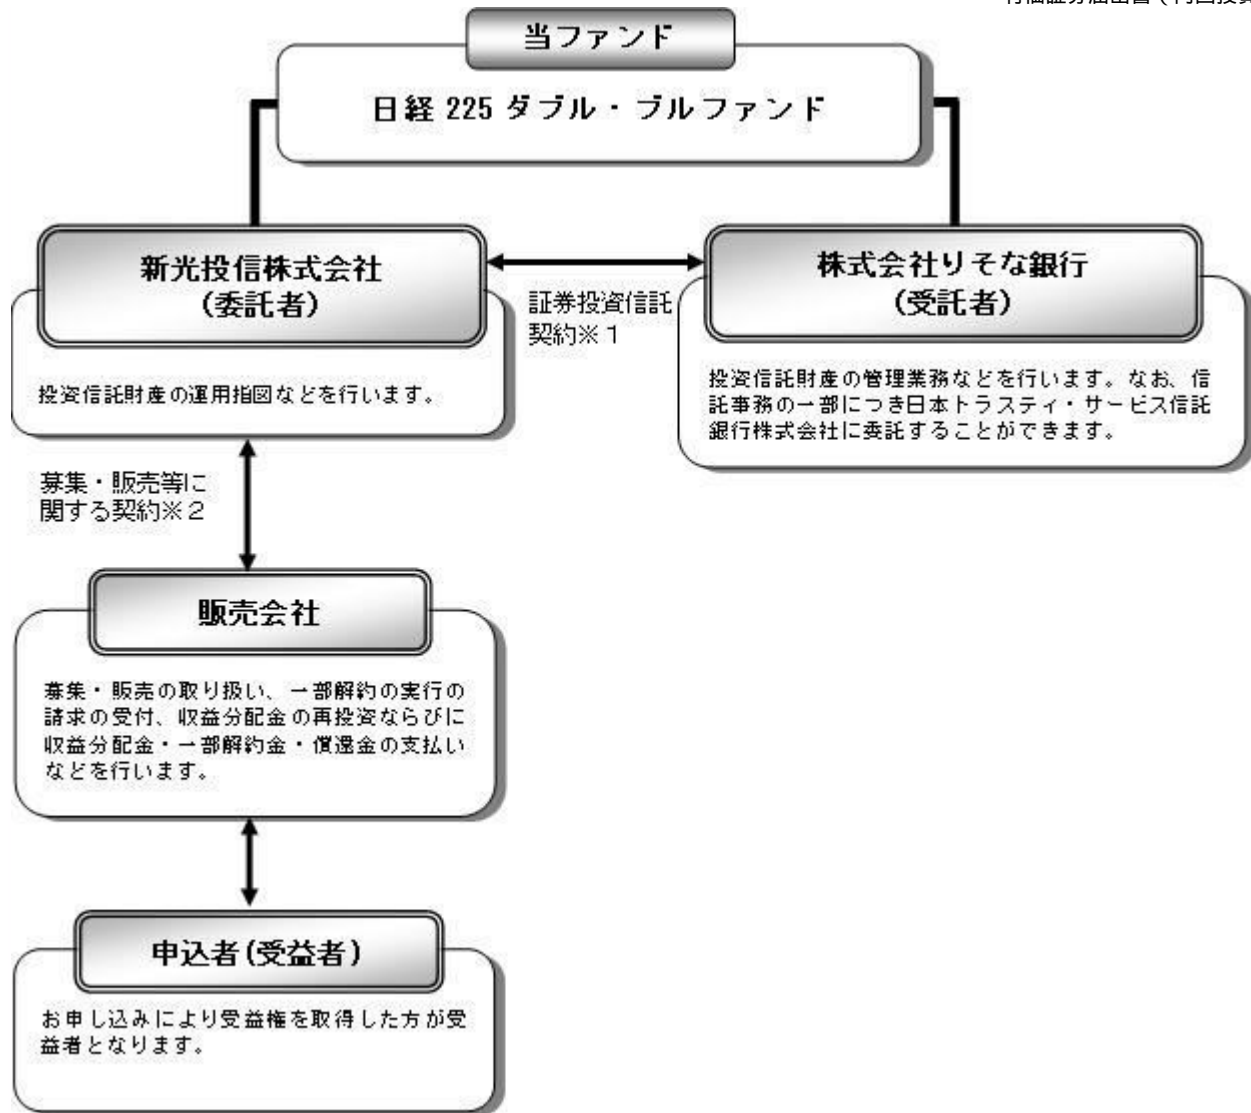 当ファンド
日経 225 ダブル・ブルファンド
新光投信株式会社
(委託者)
投資信託財産の運用指図などを行います。
証券投資信託
契約※１
株式会社りそな銀行
(受託者)
投資信託財産の管理業務などを行います。なお、信
託事務の一部につき日本トラスティ・サービス信託
銀行株式会社に委託することができます。
募集・販売等に
関する契約※２
販売会社
募集・販売の取り扱い、一部解約の実行の
請求の受付、収益分配金の再投資ならびに
収益分配金・一部解約金・償還金の支払い
などを行います。
申込者(受益者)
お申し込みにより受益権を取得した方が受
益者となります。